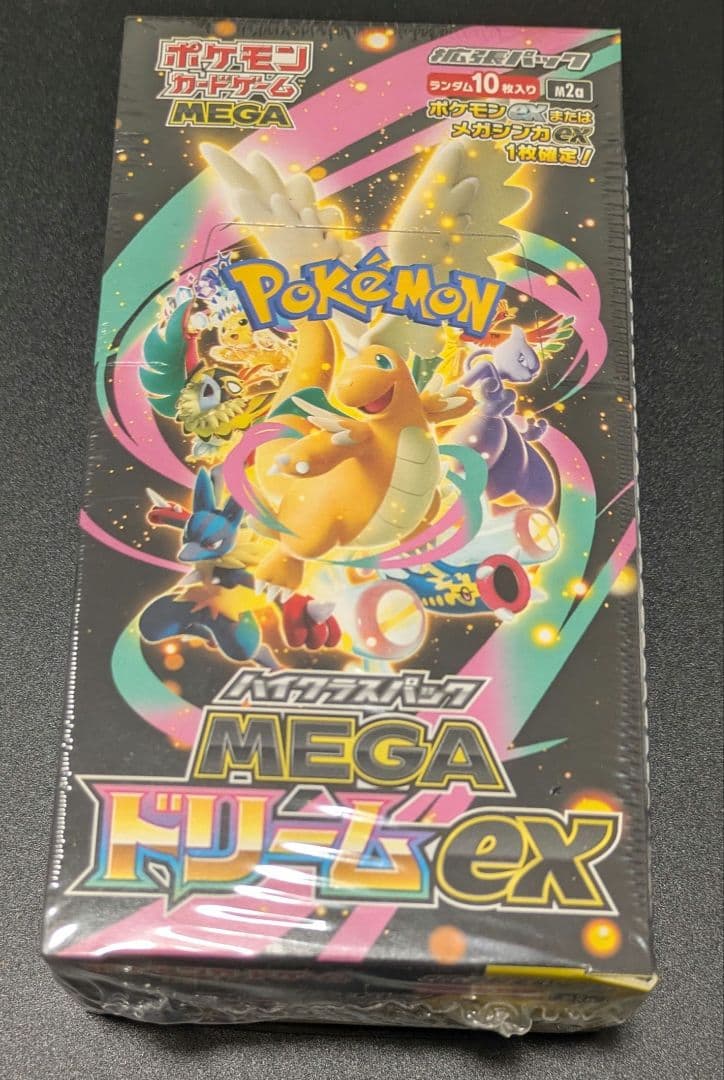 ポケモン
カードゲーム
MEGA
拡張パック
ランダム10枚入り
M2a
ポケモンexまたは
メガシンカex
1枚確定!
POKÉMON
TM
ハイクラスパック
MEGA
ドリームex